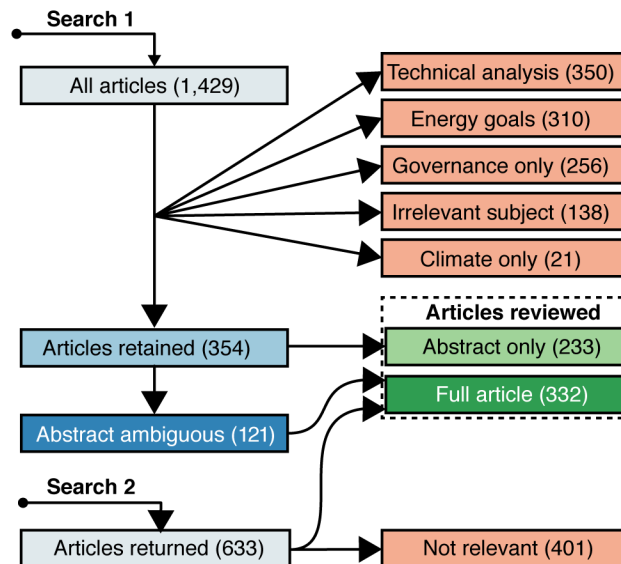 Search 1
All articles (1,429)
Technical analysis (350)
Energy goals (310)
Governance only (256)
Irrelevant subject (138)
Climate only (21)
Articles reviewed
Articles retained (354)
Abstract only (233)
Full article (332)
Abstract ambiguous (121)
Search 2
Articles returned (633)
Not relevant (401)